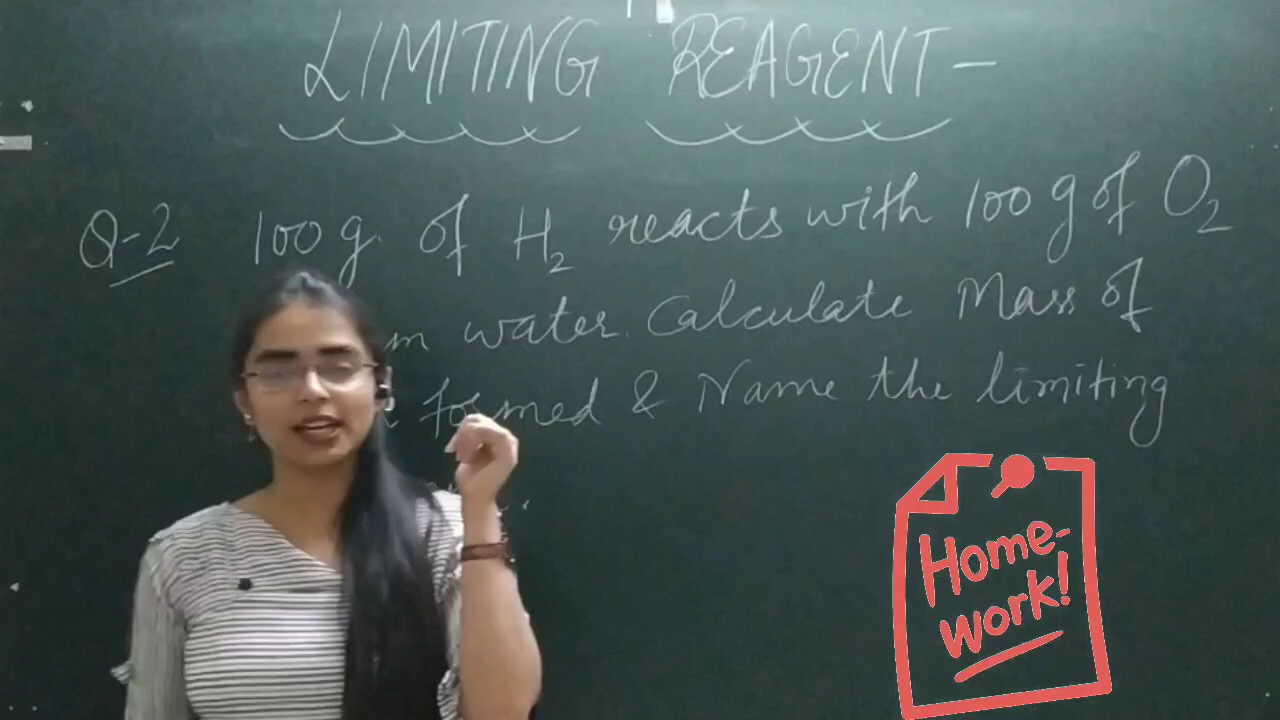 LIMITING REAGENT -
Q-2 100 g. of H₂ reacts with 100 g of O₂
m water. Calculate Mass of
formed & Name the limiting
Home-
work!